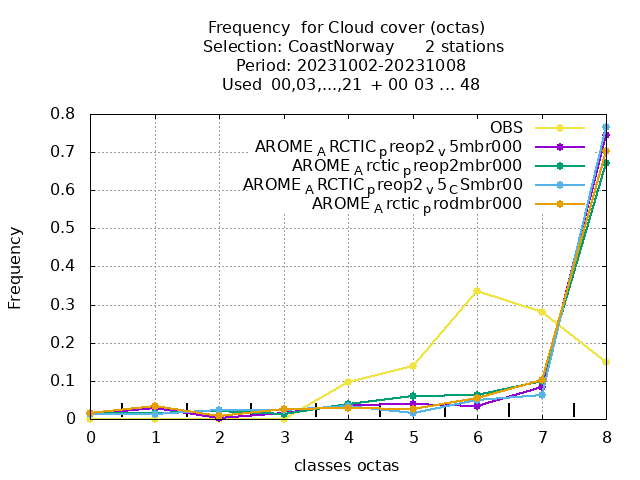 Frequency  for Cloud cover (octas)
Selection: CoastNorway      2 stations
Period: 20231002-20231008
Used  00,03,...,21  + 00 03 ... 48
0.8
OBS
AROME_ARCTIC_preop2_v5mbr000
0.7
AROME_Arctic_preop2mbr000
AROME_ARCTIC_preop2_v5_CSmbr00
0.6
AROME_Arctic_prodmbr000
0.5
0.4
Frequency
0.3
0.2
0.1
0
0 1 2 3 4 5 6 7 8
classes octas